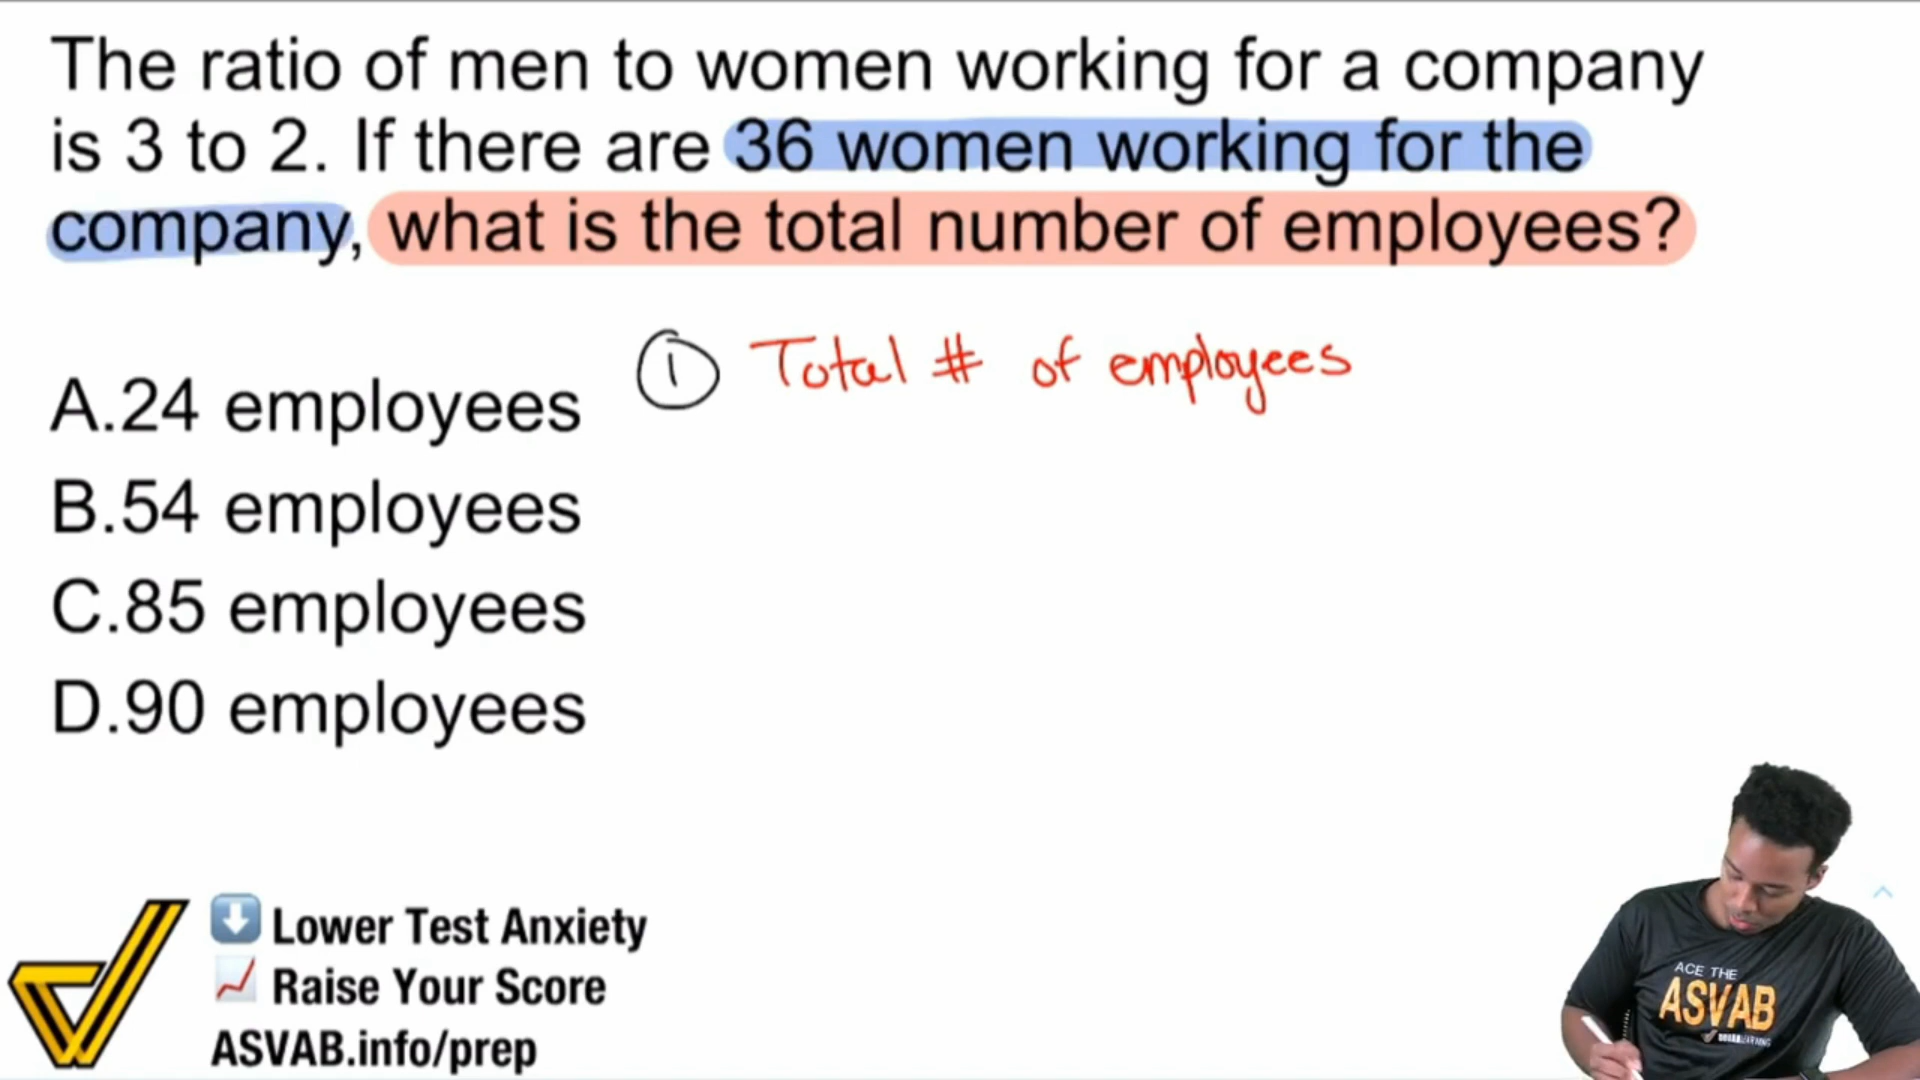 The ratio of men to women working for a company
is 3 to 2. If there are 36 women working for the
company, what is the total number of employees?
① Total # of employees
A.24 employees
B.54 employees
C.85 employees
D.90 employees
Lower Test Anxiety
Raise Your Score
ASVAB.info/prep
ACE THE
ASVAB